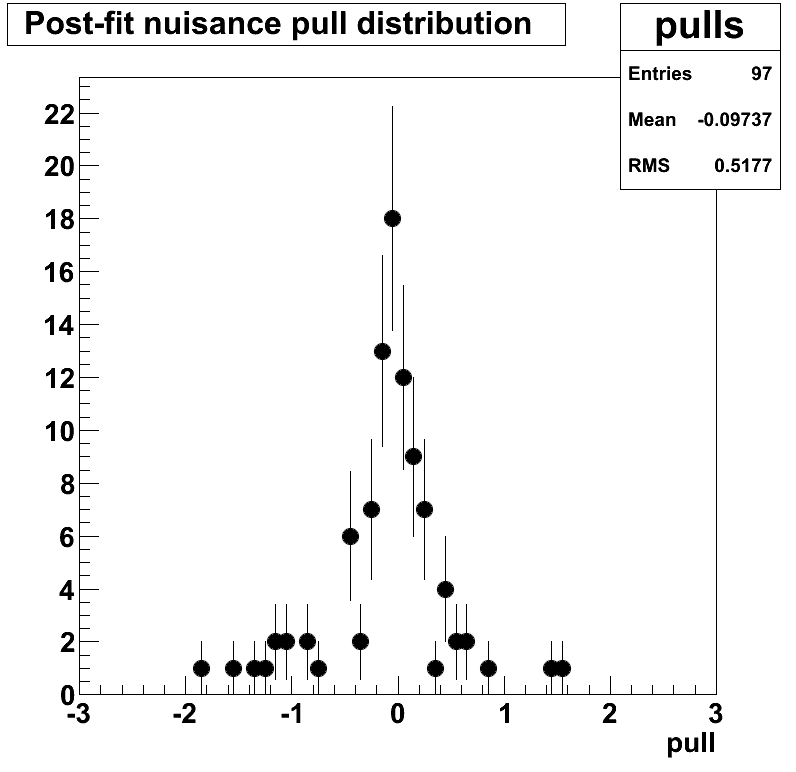 Post-fit nuisance pull distribution
pulls
Entries 97
Mean -0.09737
RMS 0.5177
22
20
18
16
14
12
10
8
6
4
2
0
-3 -2 -1 0 1 2 3
pull